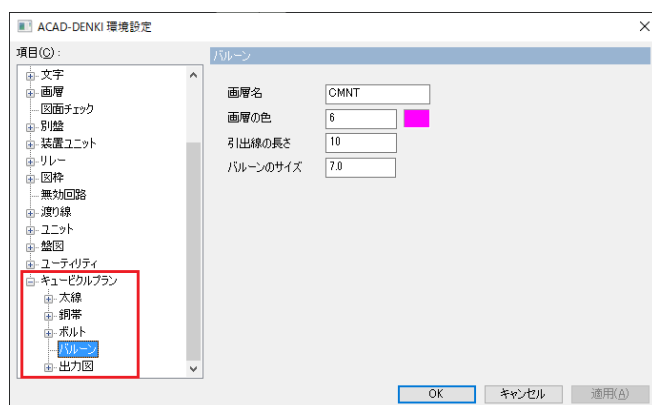 ACAD-DENKI 環境設定
項目(C) :
文字
画層
図面チェック
別盤
装置ユニット
リレー
図枠
無効回路
渡り線
ユニット
盤図
ユーティリティ
キュービクルプラン
太線
銅帯
ボルト
バルーン
出力図
バルーン
画層名 CMNT
画層の色 6
引出線の長さ 10
バルーンのサイズ 7.0
OK キャンセル 適用(A)